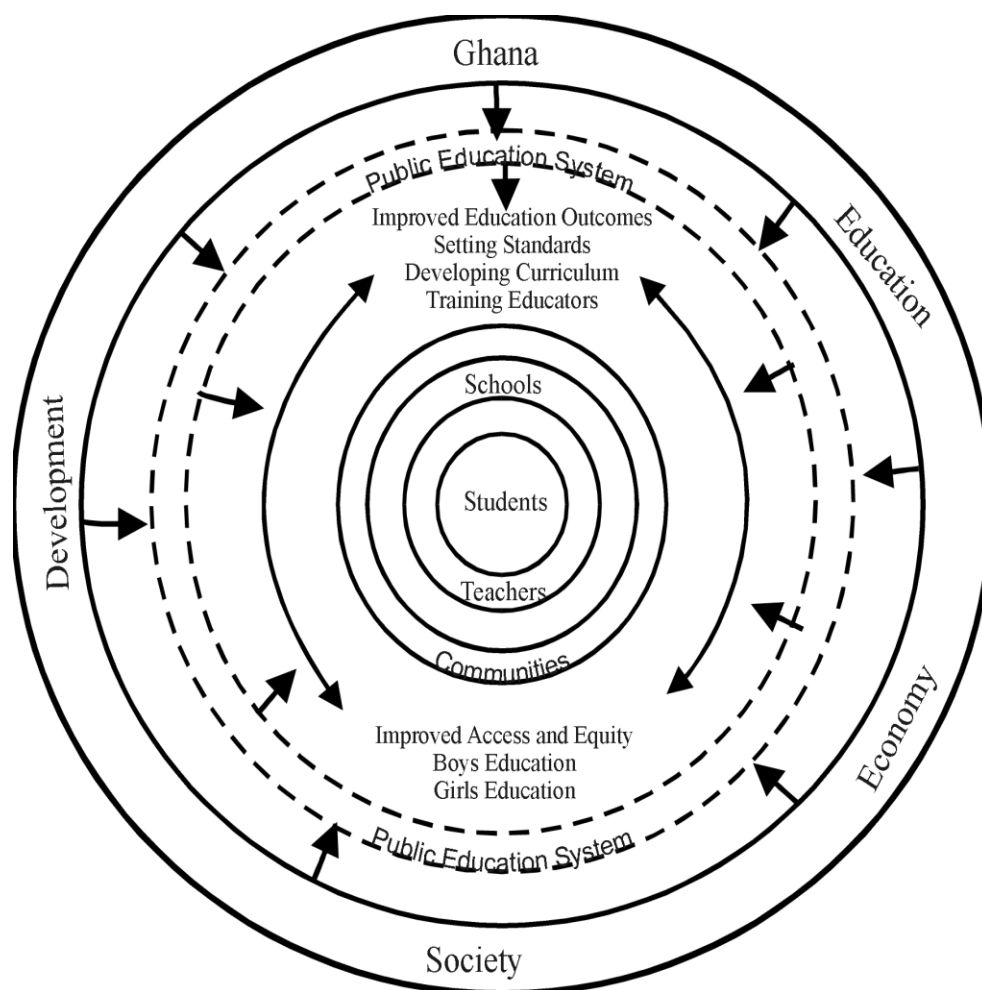 Ghana
Public Education System
Education
Improved Education Outcomes
Setting Standards
Developing Curriculum
Training Educators
Schools
Development
Students
Teachers
Communities
Economy
Improved Access and Equity
Boys Education
Girls Education
Public Education System
Society